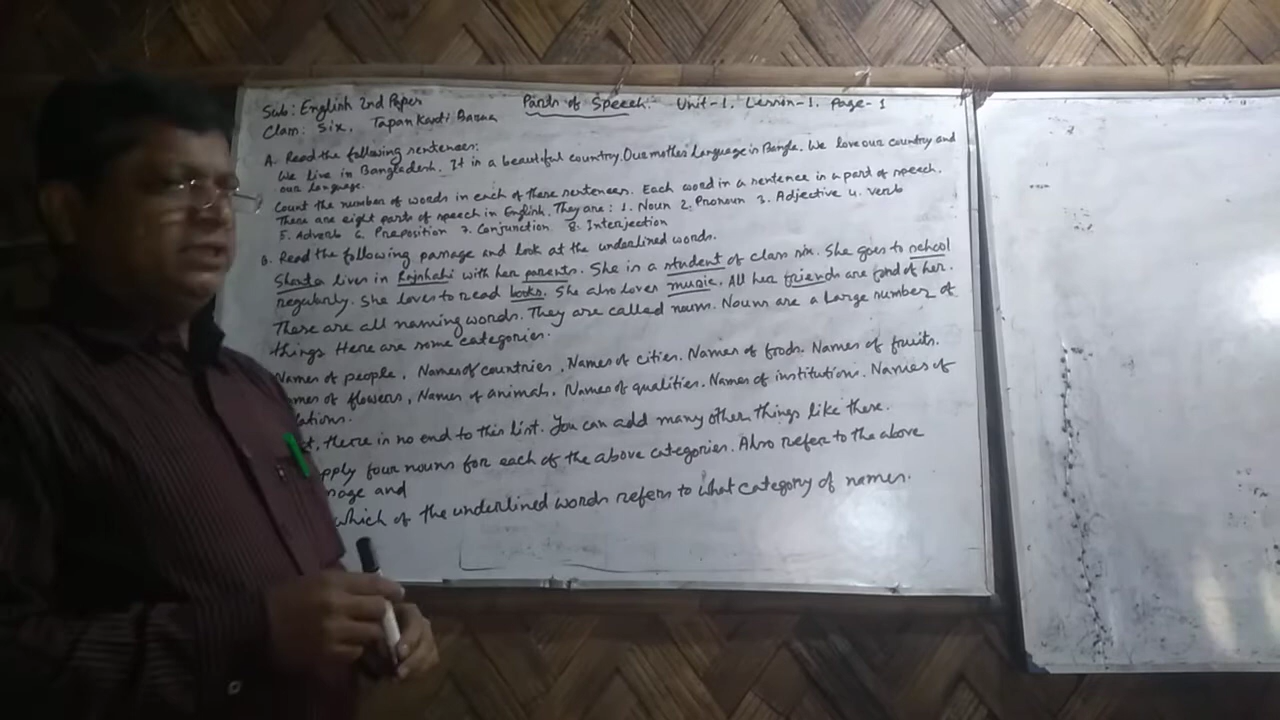 Sub: English 2nd Paper Parts of Speech: Unit-1. Lesson-1. Page-1
Class: Six. Tapan Kanti Barua
A. Read the following sentences:
We live in Bangladesh. It is a beautiful country. Our mother language is Bangla. We love our country and
our language.
Count the number of words in each of these sentences. Each word in a sentence is a part of speech.
There are eight parts of speech in English. They are: 1. Noun 2. Pronoun 3. Adjective 4. Verb
5. Adverb 6. Preposition 7. Conjunction 8. Interjection
B. Read the following passage and look at the underlined words.
lives in Rajshahi with her parents. She is a student of class six. She goes to school
regularly. She loves to read books. She also loves music. All her friends are fond of her.
These are all naming words. They are called noun. Nouns are a large number of
things Here are some categories.
Names of people, Names of countries, Names of cities. Names of foods. Names of fruits.
mes of flowers, Names of animals. Names of qualities. Names of institutions. Names of
lations.
t, there is no end to this list. You can add many other things like these.
pply four nouns for each of the above categories. Also refer to the above
sage and
which of the underlined words refers to what category of names.